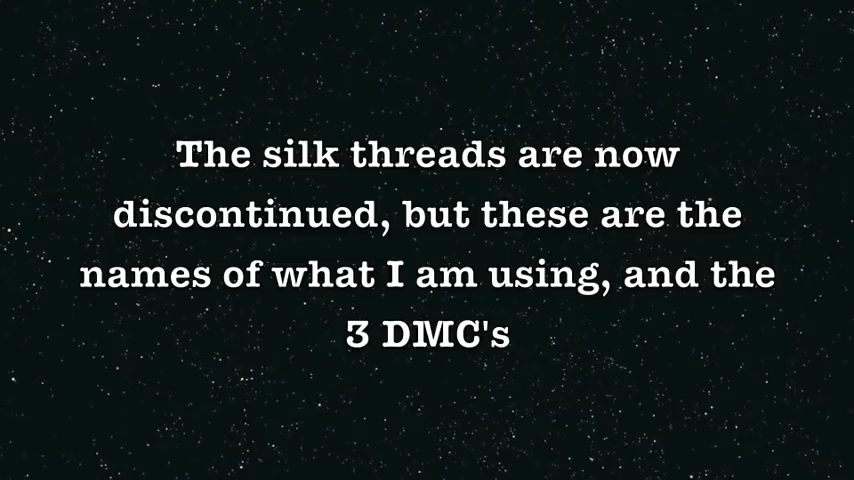 The silk threads are now
discontinued, but these are the
names of what I am using, and the
3 DMC's